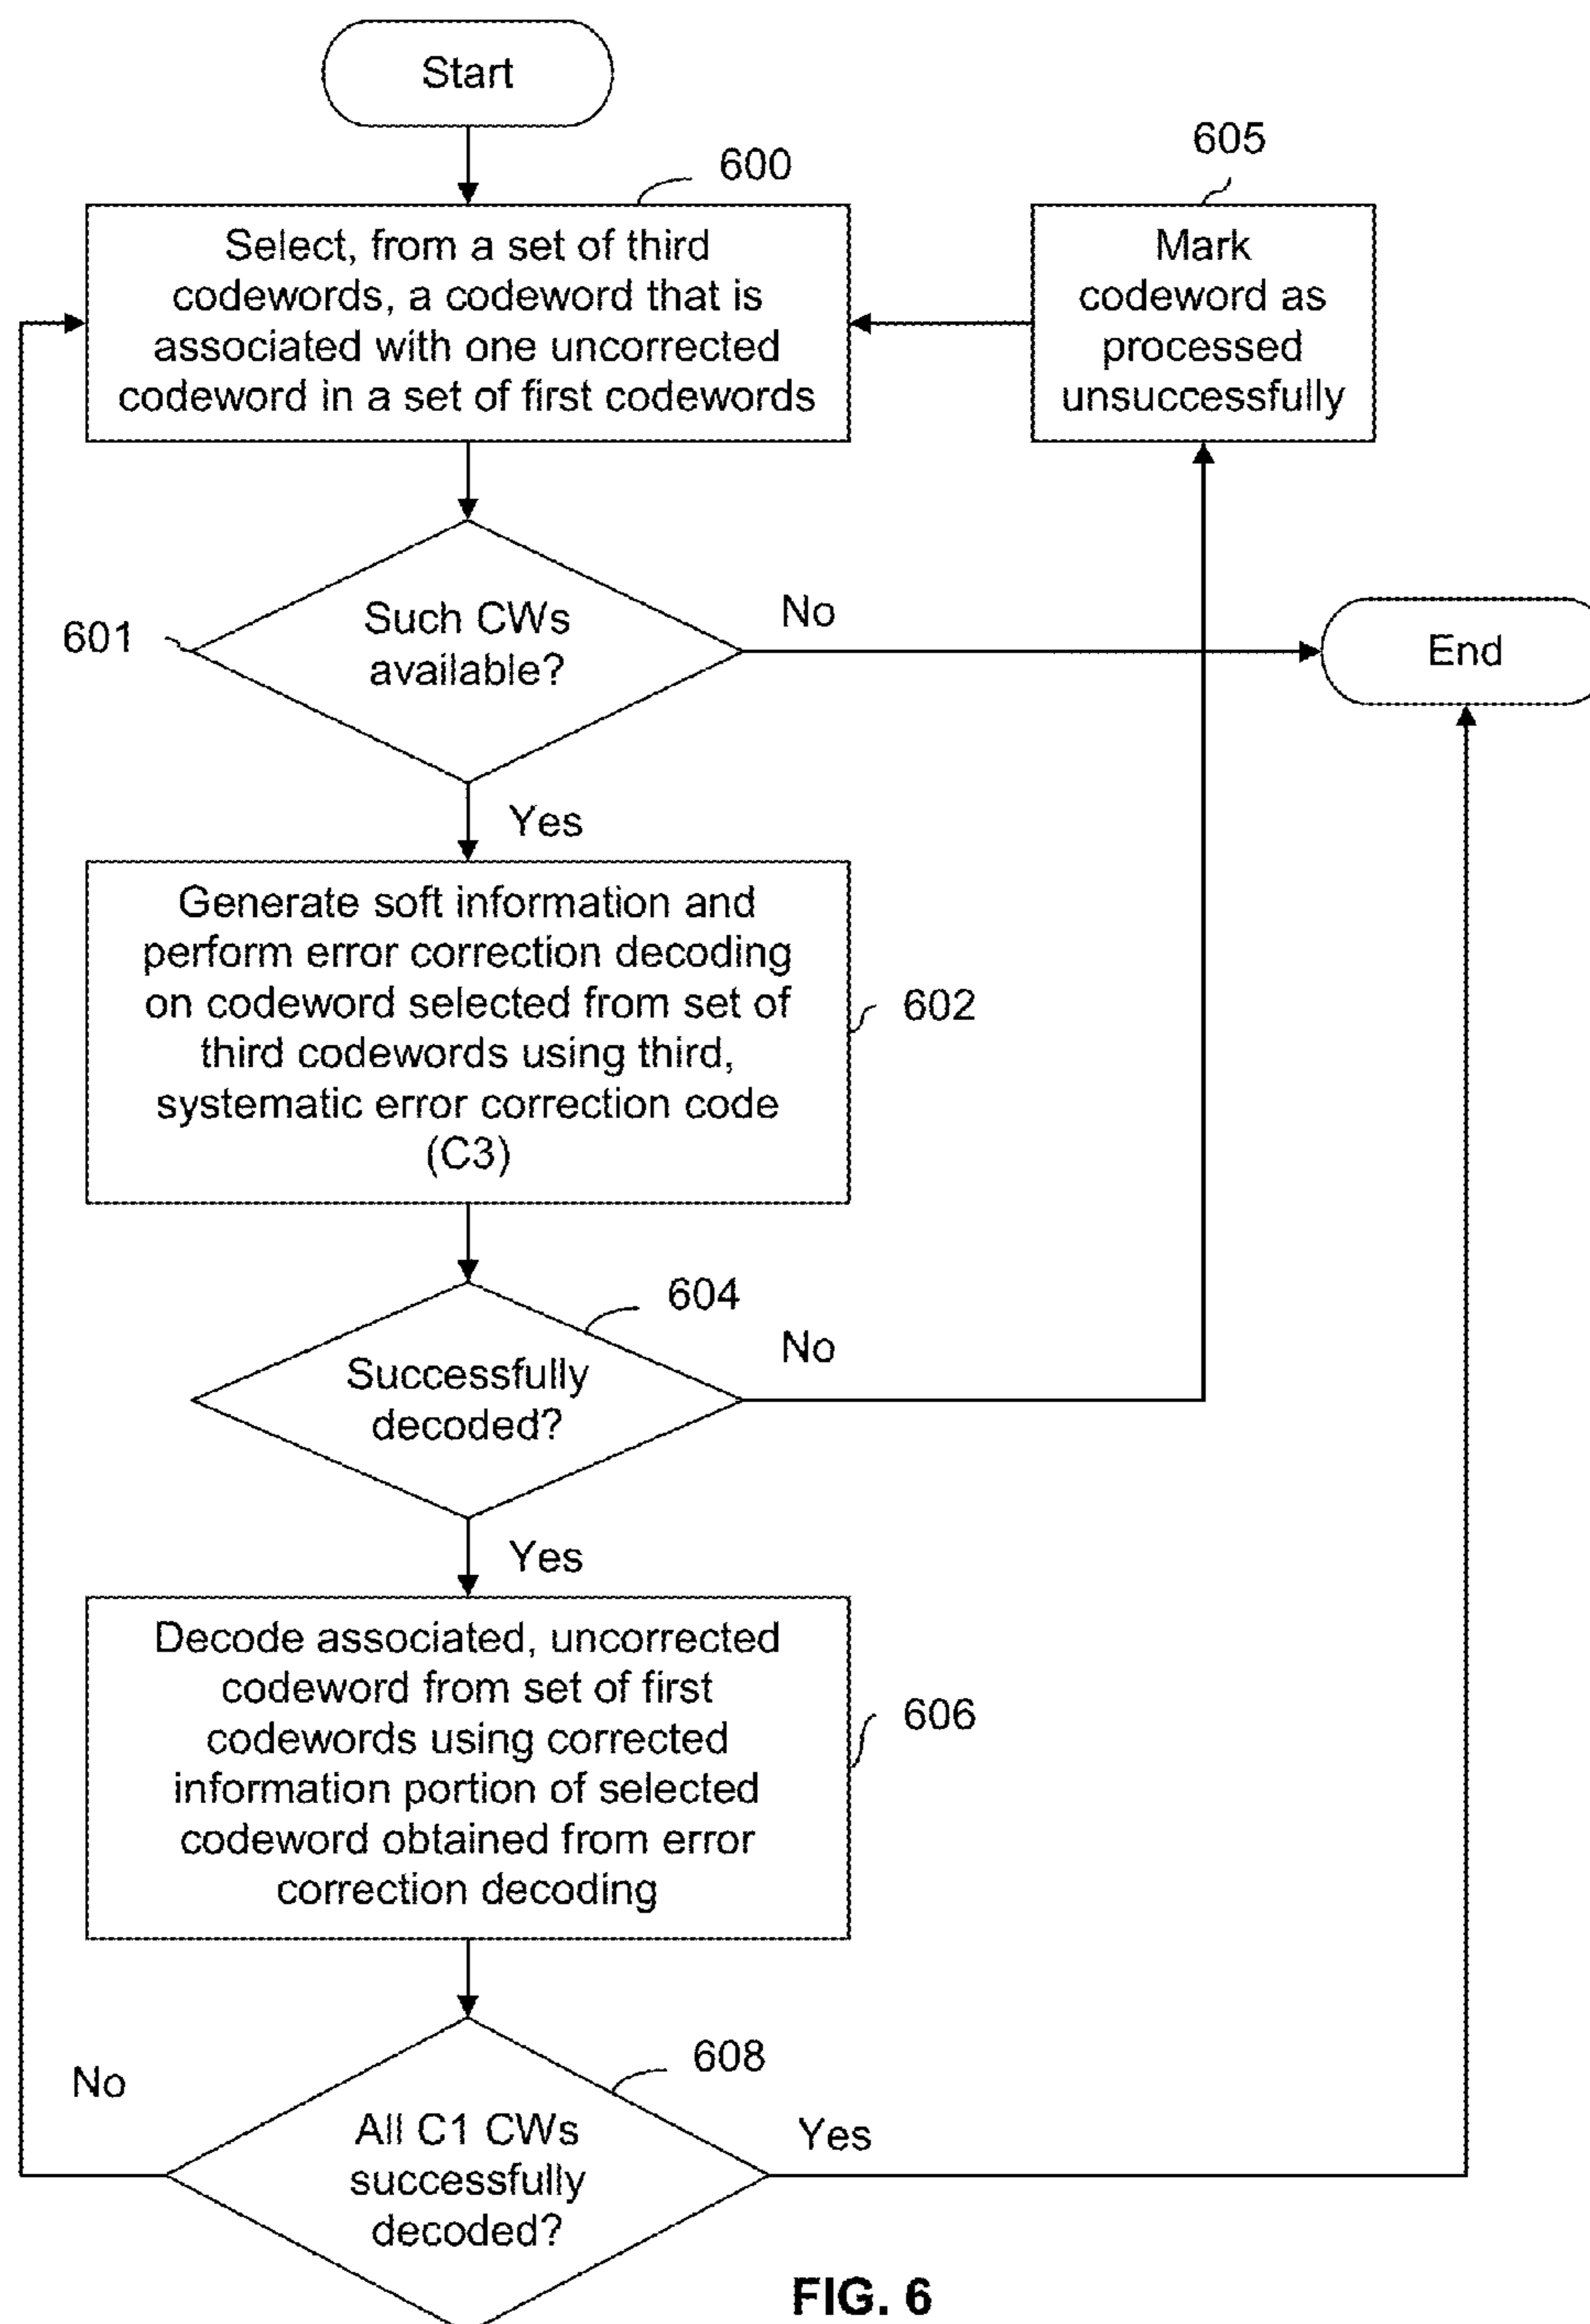 Start
600
605
Select, from a set of third
codewords, a codeword that is
associated with one uncorrected
codeword in a set of first codewords
Mark
codeword as
processed
unsuccessfully
601
Such CWs
available?
No
End
Yes
Generate soft information and
perform error correction decoding
on codeword selected from set of
third codewords using third,
systematic error correction code
(C3)
602
604
Successfully
decoded?
No
Yes
Decode associated, uncorrected
codeword from set of first
codewords using corrected
information portion of selected
codeword obtained from error
correction decoding
606
608
No
All C1 CWs
successfully
decoded?
Yes
FIG. 6